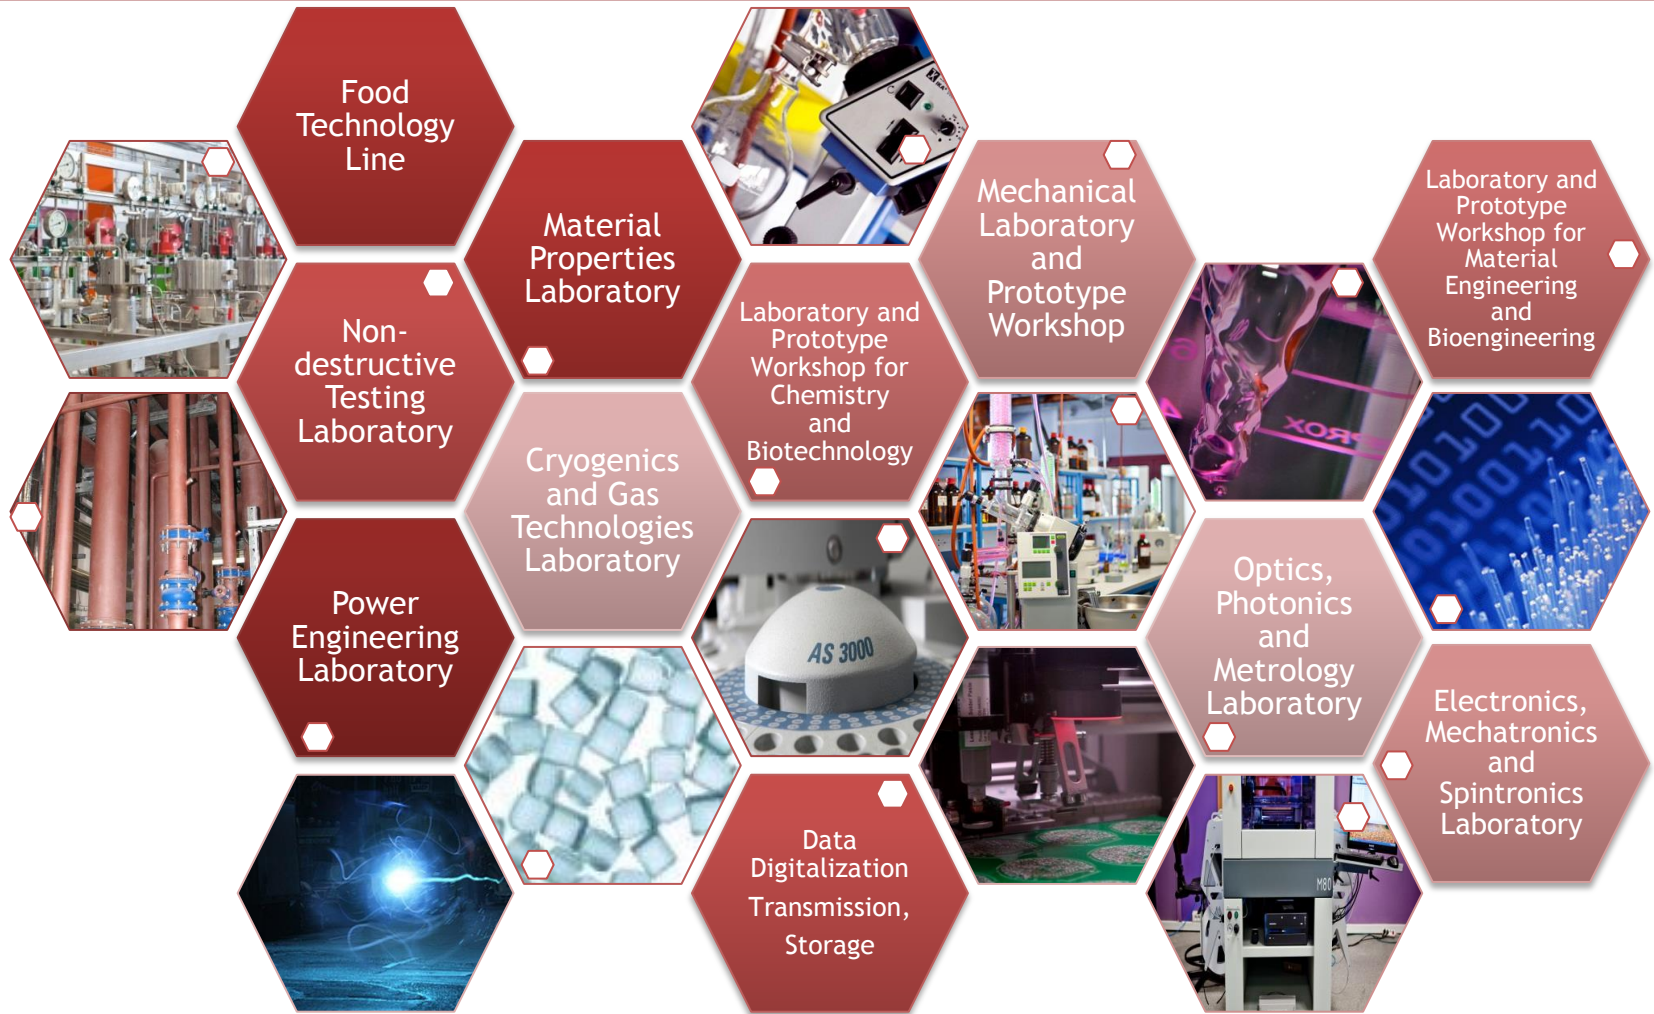 Food
Technology
Line
Material
Properties
Laboratory
Mechanical
Laboratory
and
Prototype
Workshop
Laboratory and
Prototype
Workshop for
Material
Engineering
and
Bioengineering
Non-
destructive
Testing
Laboratory
Laboratory and
Prototype
Workshop for
Chemistry
and
Biotechnology
PROX
Cryogenics
and Gas
Technologies
Laboratory
Power
Engineering
Laboratory
AS 3000
Optics,
Photonics
and
Metrology
Laboratory
Electronics,
Mechatronics
and
Spintronics
Laboratory
Data
Digitalization
Transmission,
Storage
M80